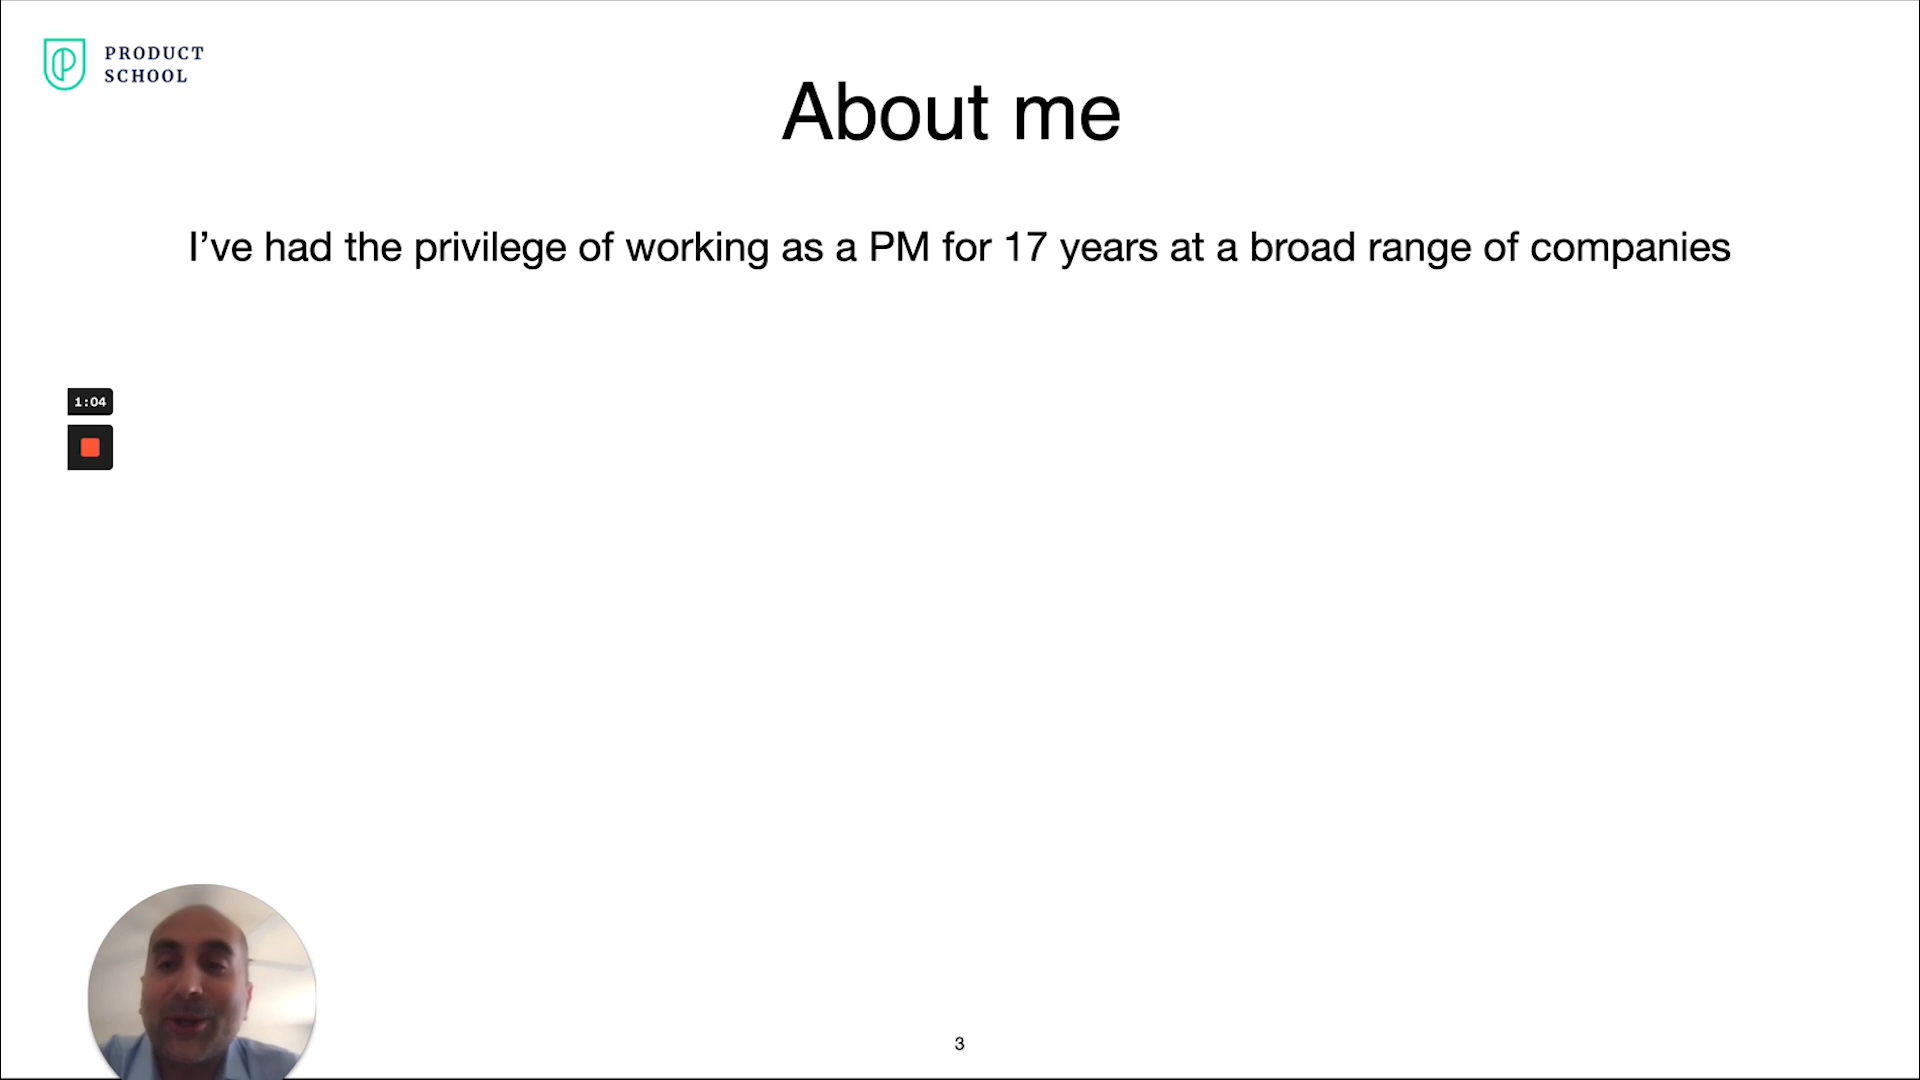 PRODUCT
SCHOOL
About me
I’ve had the privilege of working as a PM for 17 years at a broad range of companies
1:04
3